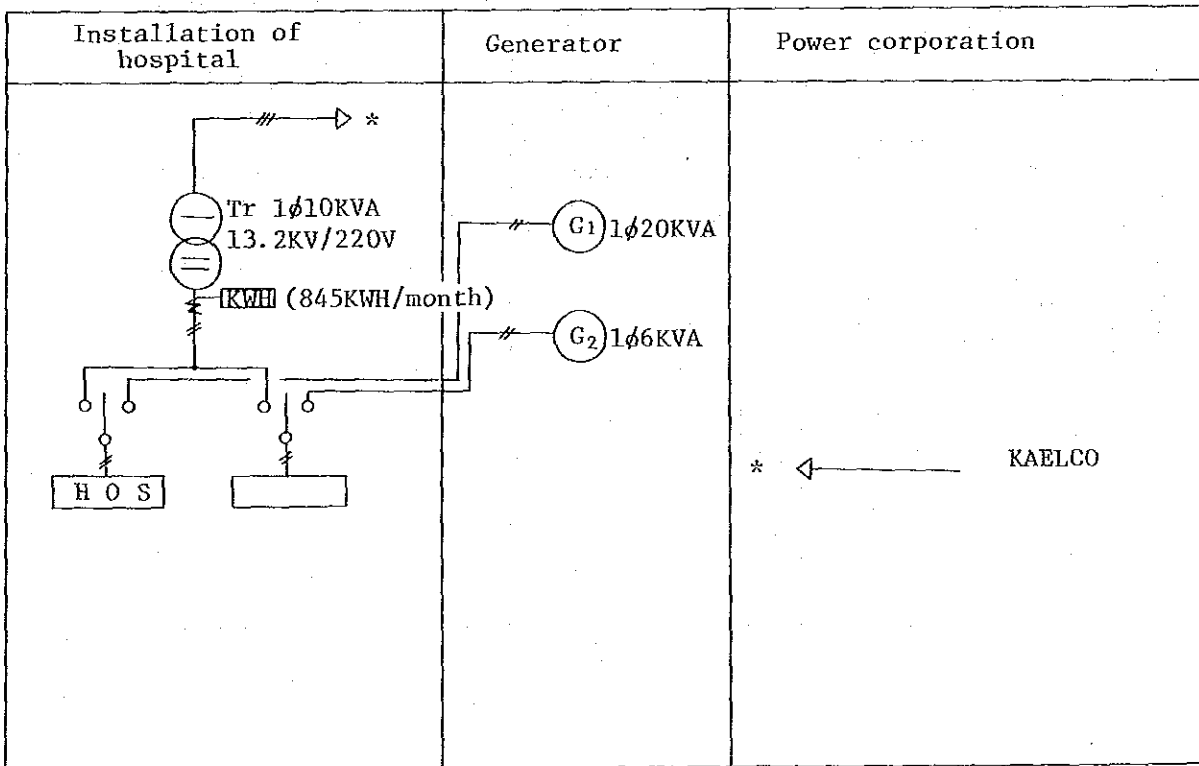 Installation of
hospital
Generator
Power corporation
*
Tr 1φ10KVA
13.2KV/220V
KWH (845KWH/month)
G1 1φ20KVA
G2 1φ6KVA
H O S
* KAELCO